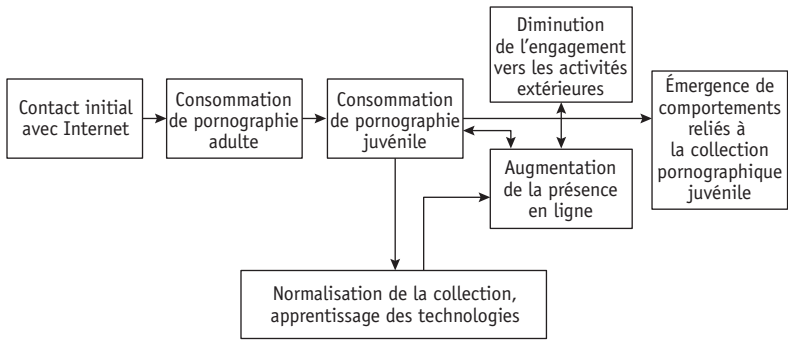 Contact initial
avec Internet
Consommation
de pornographie
adulte
Consommation
de pornographie
juvénile
Diminution
de l'engagement
vers les activités
extérieures
Augmentation
de la présence
en ligne
Émergence de
comportements
reliés à
la collection
pornographique
juvénile
Normalisation de la collection,
apprentissage des technologies